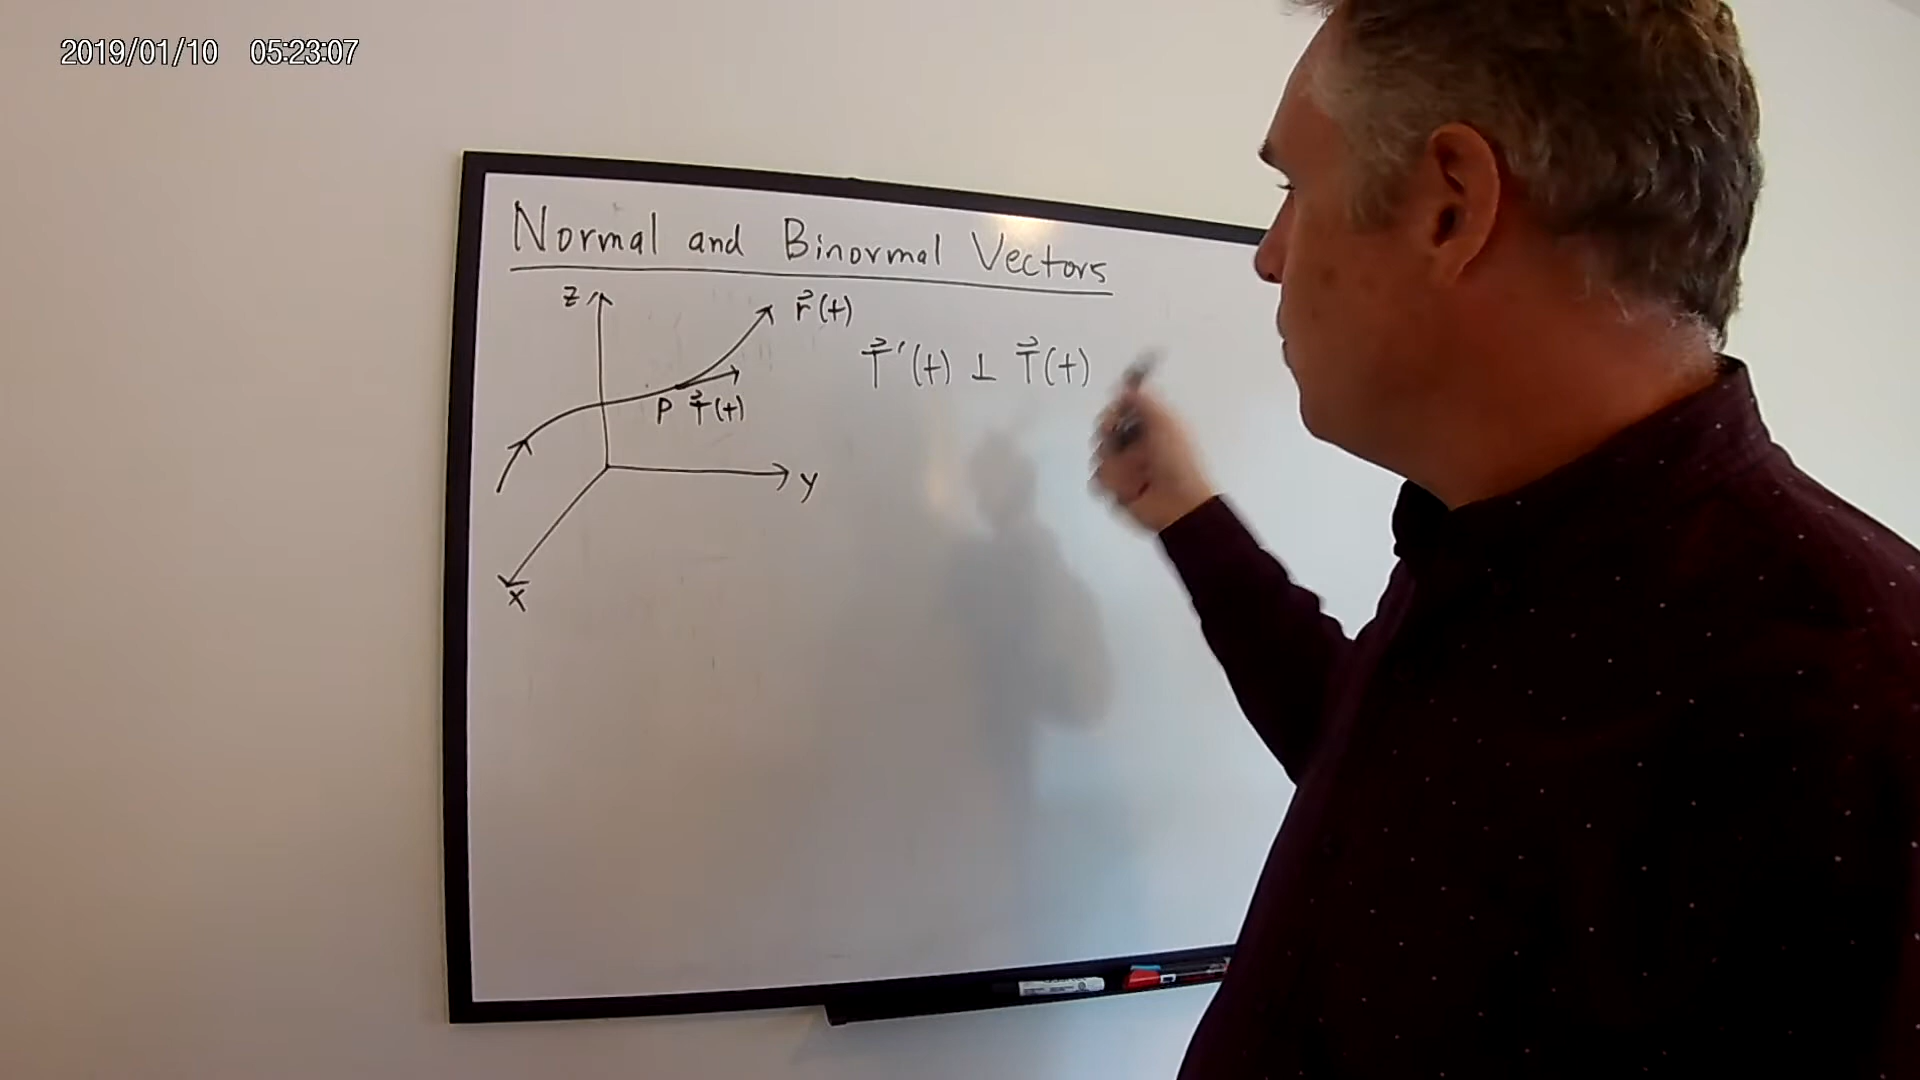 2019/01/10 05:23:07
Normal and Binormal Vectors
z
r⃗(t)
T⃗'(t) ⊥ T⃗(t)
P T⃗(t)
y
x